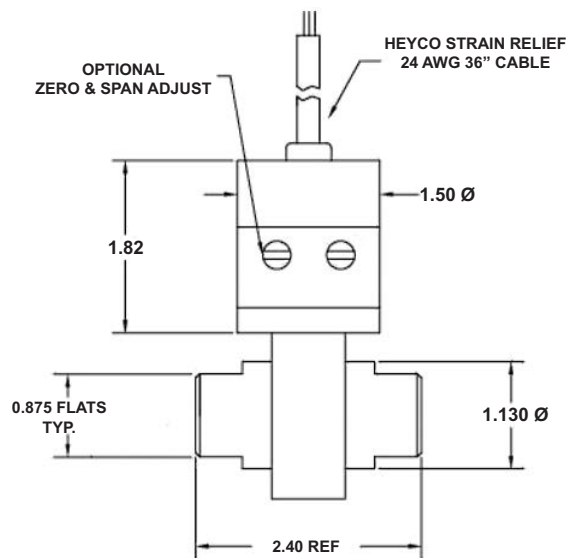 HEYCO STRAIN RELIEF
24 AWG 36” CABLE
OPTIONAL
ZERO & SPAN ADJUST
1.50 Ø
1.82
0.875 FLATS
TYP.
1.130 Ø
2.40 REF